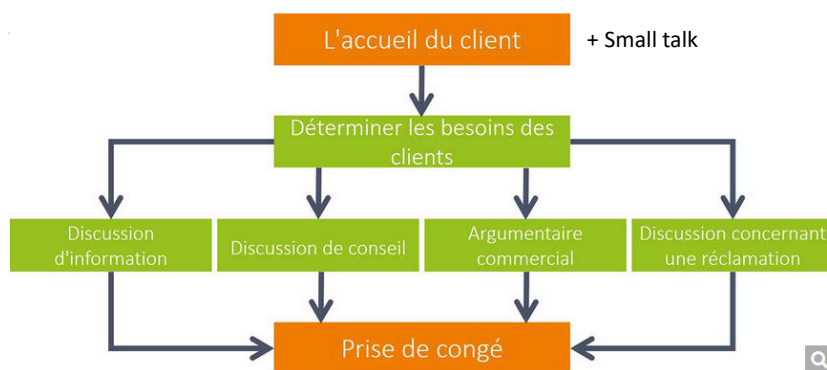 L'accueil du client
+ Small talk
Déterminer les besoins des
clients
Discussion
d'information
Discussion de conseil
Argumentaire
commercial
Discussion concernant
une réclamation
Prise de congé